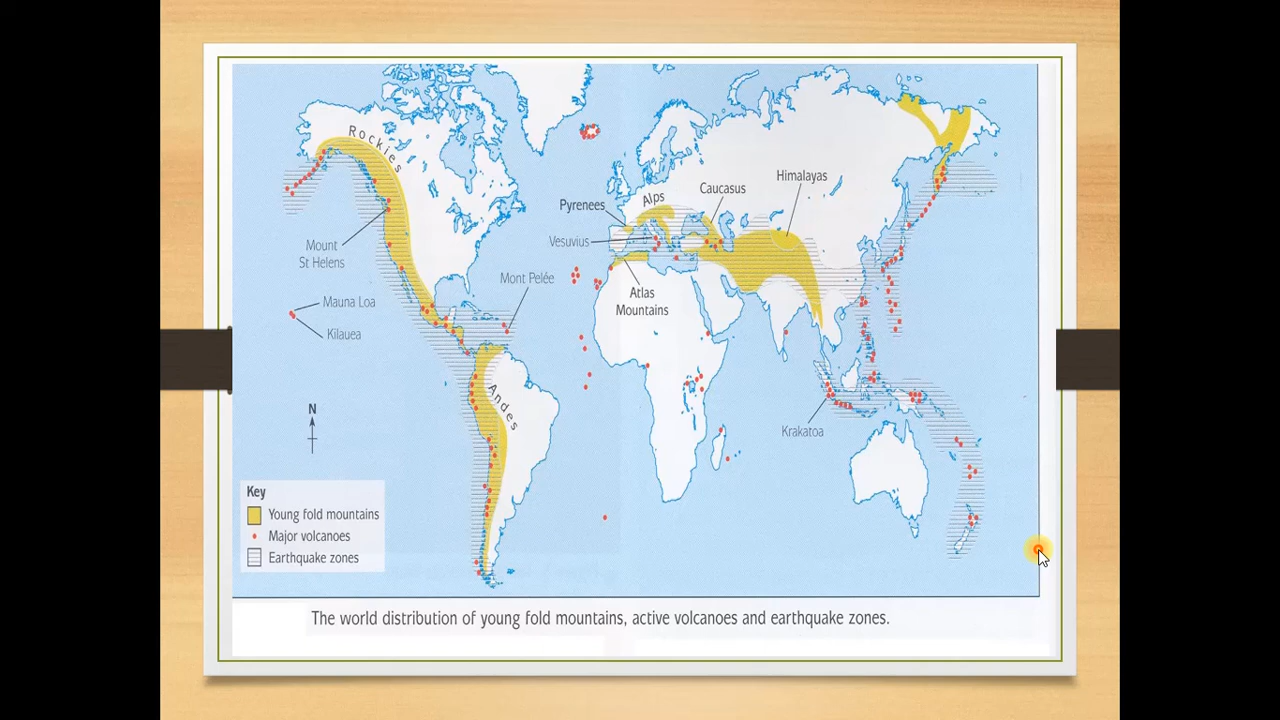 Rockies
Himalayas
Caucasus
Alps
Pyrenees
Vesuvius
Mount
St Helens
Mont Pelée
Atlas
Mountains
Mauna Loa
Kilauea
Andes
N
Krakatoa
Key
Young fold mountains
Major volcanoes
Earthquake zones
The world distribution of young fold mountains, active volcanoes and earthquake zones.